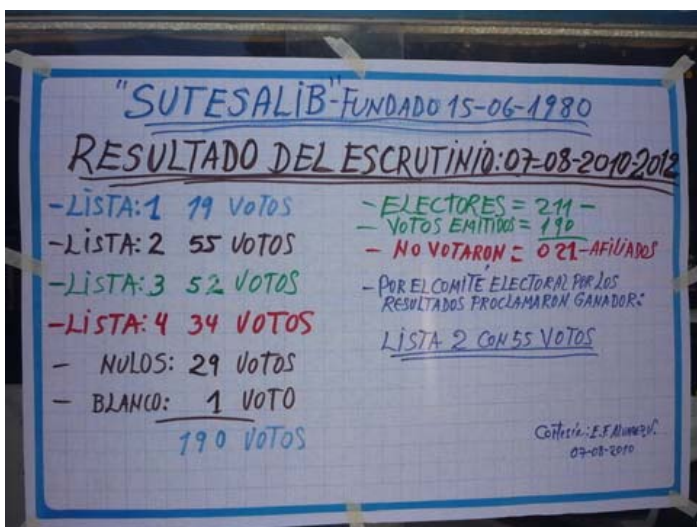 "SUTESALIB"-FUNDADO 15-06-1980
RESULTADO DEL ESCRUTINIO:07-08-2010-2012
-LISTA:1 19 VOTOS
-LISTA:2 55 VOTOS
-LISTA:3 52 VOTOS
-LISTA:4 34 VOTOS
- NULOS: 29 VOTOS
- BLANCO: 1 VOTO
190 VOTOS
- ELECTORES = 211 -
- VOTOS EMITIDOS = 190
- NO VOTARON = 021-AFILIADOS
- POR EL COMITÉ ELECTORAL POR LOS
RESULTADOS PROCLAMARON GANADOR:
LISTA 2 CON 55 VOTOS
Cortesía: E.F.
07-08-2010